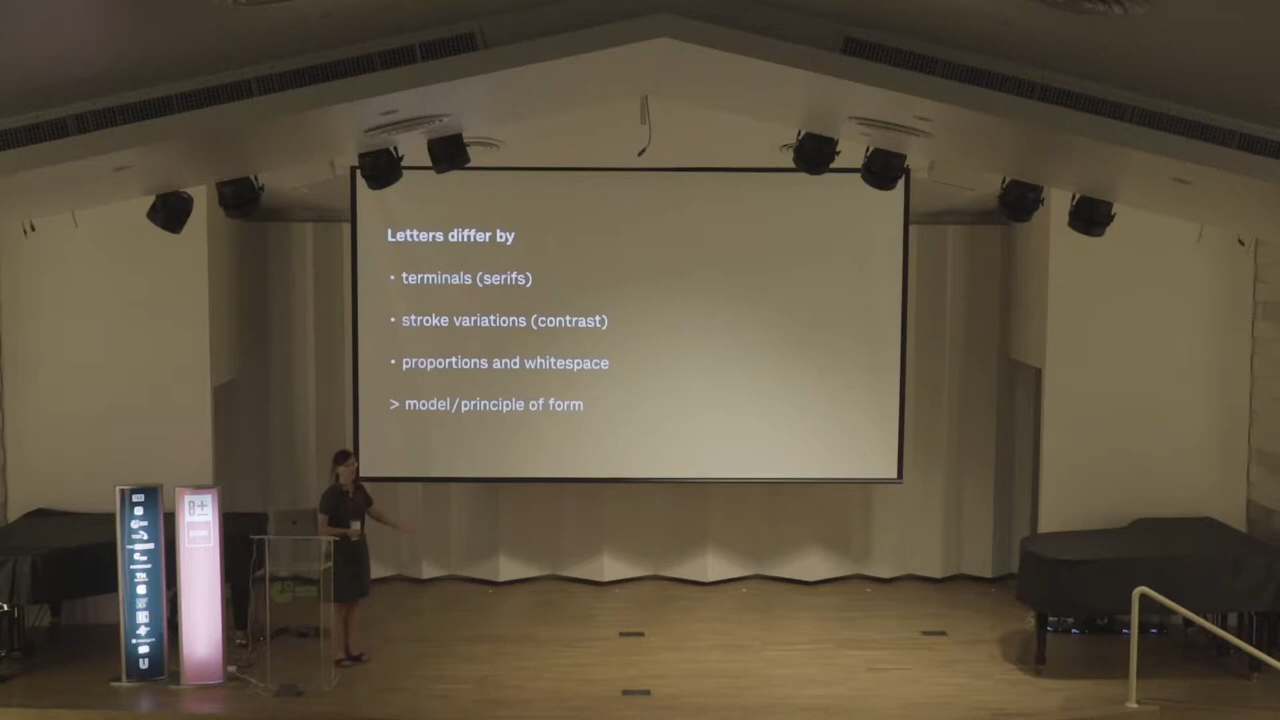 Letters differ by
• terminals (serifs)
• stroke variations (contrast)
• proportions and whitespace
> model/principle of form
B+